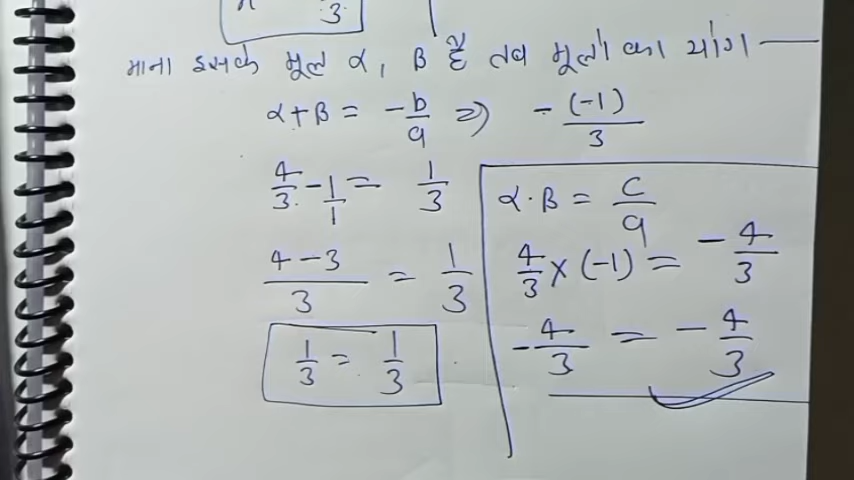 3
माना इसके मूल α, β है तब मूलों का योग —
α+β = -b/a ⇒ -(-1)/3
4/3 - 1/1 = 1/3
4-3/3 = 1/3
1/3 = 1/3
α·β = c/a
4/3 × (-1) = -4/3
-4/3 = -4/3